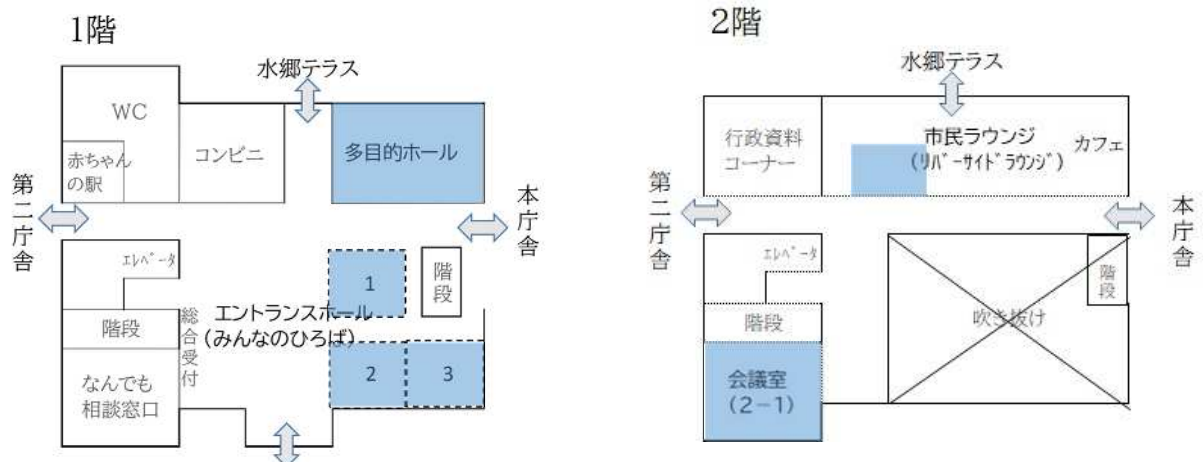 1階
水郷テラス
WC
赤ちゃん
の駅
コンビニ
多目的ホール
第二庁舎
本庁舎
エレベータ
1
階段
エントランスホール
(みんなのひろば)
階段
総合受付
2
3
なんでも
相談窓口
2階
水郷テラス
行政資料
コーナー
市民ラウンジ
(リバーサイドラウンジ)
カフェ
第二庁舎
本庁舎
エレベータ
階段
階段
吹き抜け
会議室
(2-1)